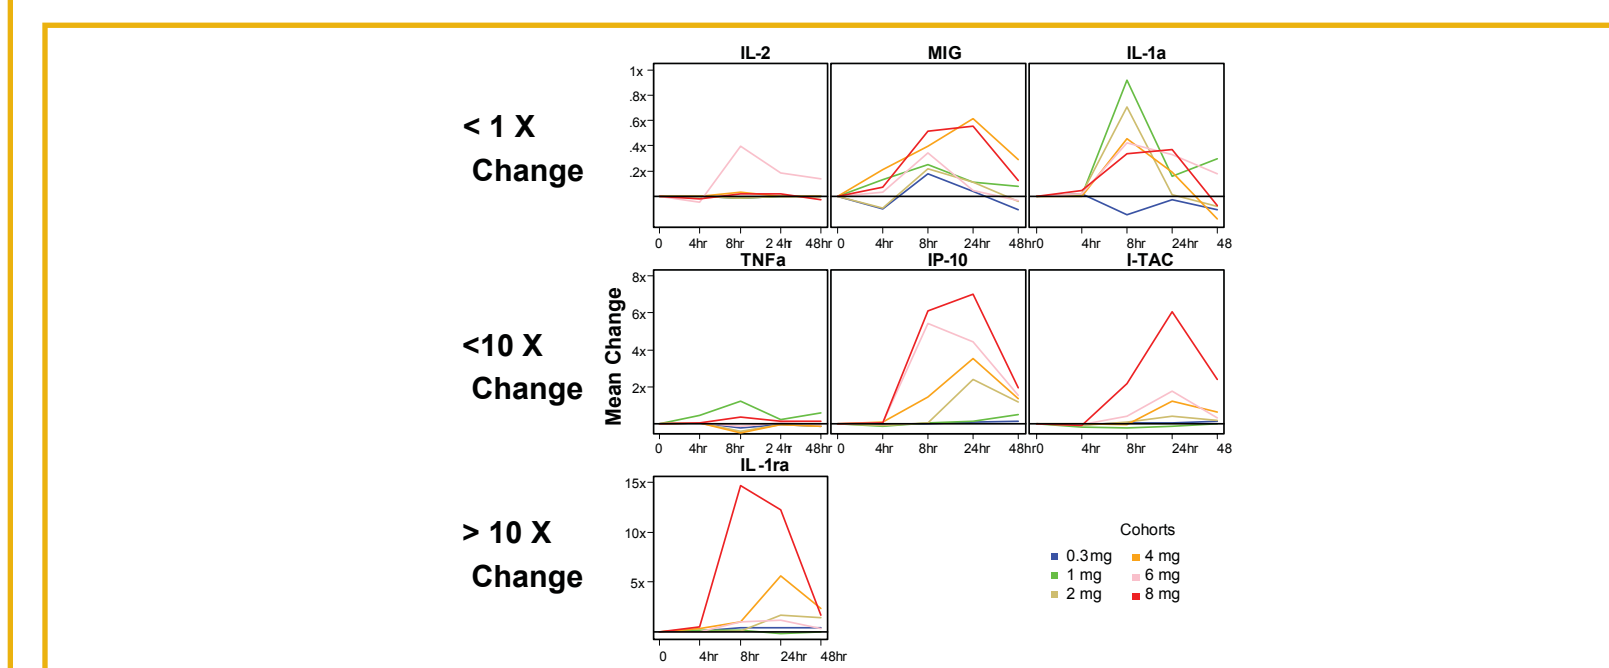 IL-2 MIG IL-1a
< 1 X
Change
1x
.8x
.6x
.4x
.2x
0 4hr 8hr 2 4hr 48hr 0 4hr 8hr 24hr 48hr 0 4hr 8hr 24hr 48
TNFa IP-10 I-TAC
<10 X
Change
Mean Change
8x
6x
4x
2x
0 4hr 8hr 2 4hr 48hr 0 4hr 8hr 24hr 48hr 0 4hr 8hr 24hr 48
IL-1ra
> 10 X
Change
15x
10x
5x
0 4hr 8hr 24hr 48hr
Cohorts
0.3mg 4 mg
1 mg 6 mg
2 mg 8 mg